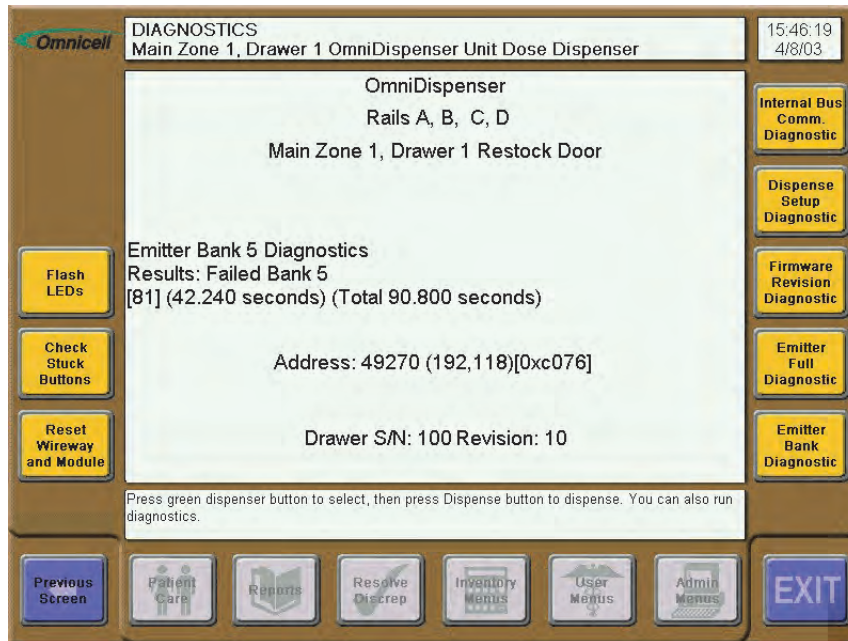 Omnicell
DIAGNOSTICS
Main Zone 1, Drawer 1 OmniDispenser Unit Dose Dispenser
15:46:19
4/8/03
OmniDispenser
Rails A, B, C, D
Main Zone 1, Drawer 1 Restock Door
Emitter Bank 5 Diagnostics
Results: Failed Bank 5
[81] (42.240 seconds) (Total 90.800 seconds)
Address: 49270 (192,118)[0xc076]
Drawer S/N: 100 Revision: 10
Press green dispenser button to select, then press Dispense button to dispense. You can also run
diagnostics.
Flash
LEDs
Check
Stuck
Buttons
Reset
Wireway
and Module
Internal Bus
Comm.
Diagnostic
Dispense
Setup
Diagnostic
Firmware
Revision
Diagnostic
Emitter
Full
Diagnostic
Emitter
Bank
Diagnostic
Previous
Screen
Patient
Care
Reports
Resolve
Discrep
Inventory
Menus
User
Menus
Admin
Menus
EXIT